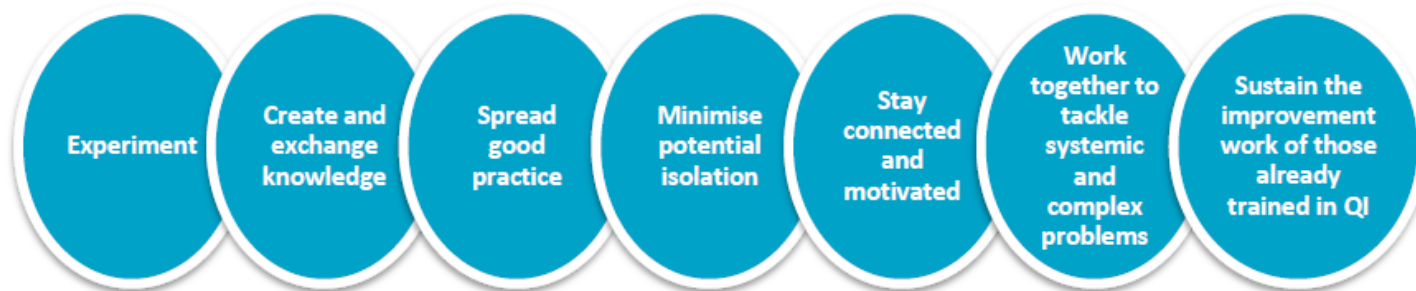 Experiment
Create and
exchange
knowledge
Spread
good
practice
Minimise
potential
isolation
Stay
connected
and
motivated
Work
together to
tackle
systemic
and
complex
problems
Sustain the
improvement
work of those
already
trained in QI